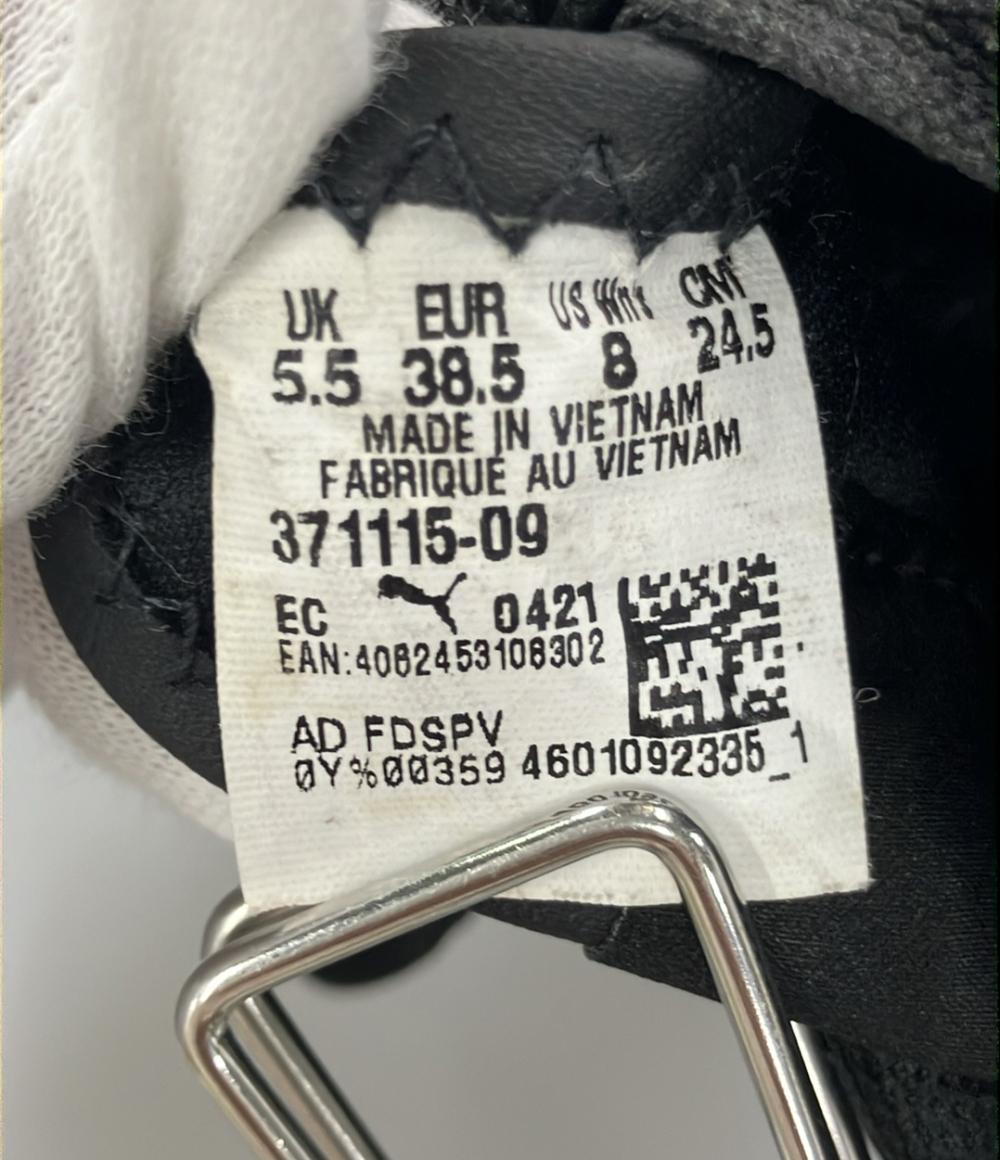 UK EUR US Wn's CM
5.5 38.5 8 24.5
MADE IN VIETNAM
FABRIQUE AU VIETNAM
371115-09
EC 0421
EAN:4062453108302
AD FDSPV
0Y%00359 4601092335_1